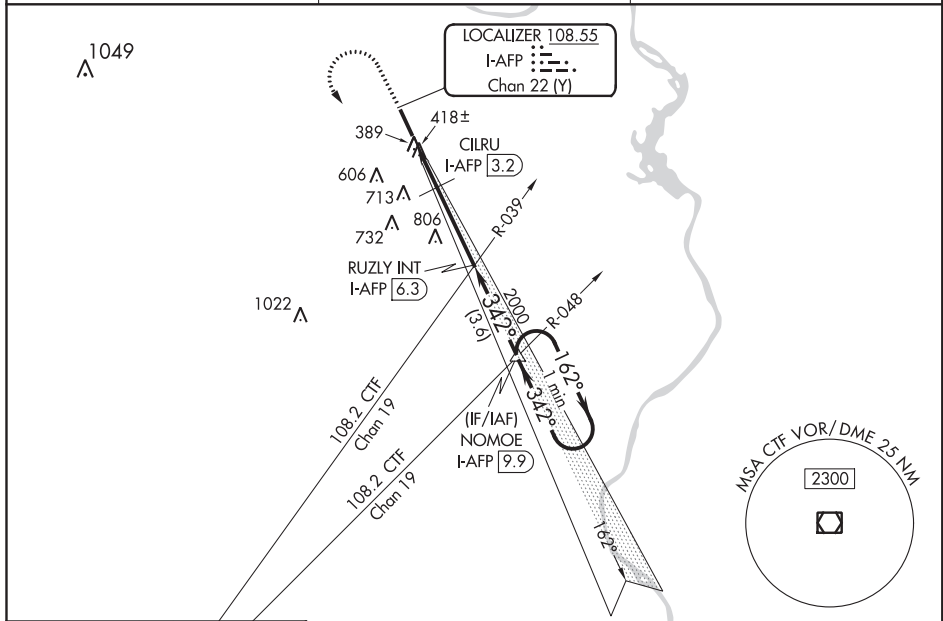 1049
LOCALIZER 108.55
I-AFP
Chan 22 (Y)
389
418±
CILRU
I-AFP 3.2
606
713
732
806
R-039
RUZLY INT
I-AFP 6.3
1022
342°
2000
(3.6)
R-048
162°
1 min
342°
108.2 CTF
Chan 19
(IF/IAF)
NOMOE
I-AFP 9.9
108.2 CTF
Chan 19
162°
MSA CTF VOR/DME 25 NM
2300